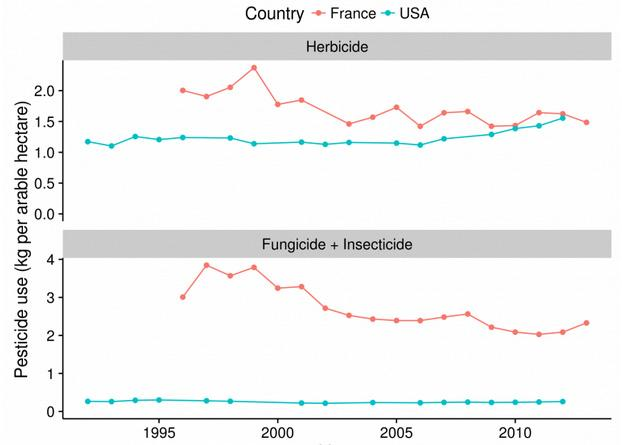 Country France USA
Herbicide
2.0
1.5
1.0
0.5
0.0
Pesticide use (kg per arable hectare)
Fungicide + Insecticide
4
3
2
1
0
1995 2000 2005 2010